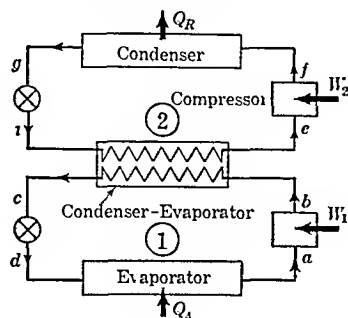 Q_R
Condenser
g
f
Compressor
W_2
2
i
e
c
b
Condenser-Evaporator
W_1
1
d
a
Evaporator
Q_A